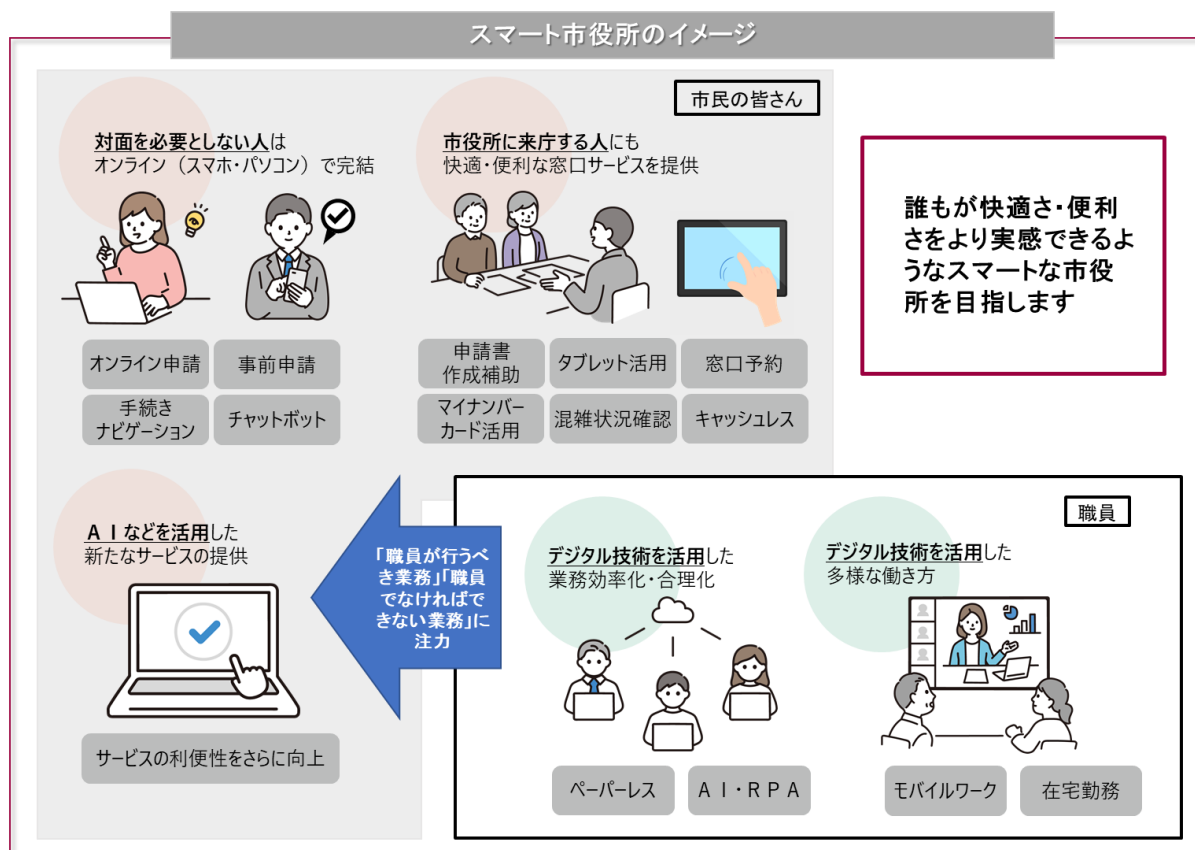 スマート市役所のイメージ
市民の皆さん
対面を必要としない人は
オンライン（スマホ・パソコン）で完結
市役所に来庁する人にも
快適・便利な窓口サービスを提供
オンライン申請
事前申請
手続き
ナビゲーション
チャットボット
申請書
作成補助
タブレット活用
窓口予約
マイナンバー
カード活用
混雑状況確認
キャッシュレス
誰もが快適さ・便利
さをより実感できるよ
うなスマートな市役
所を目指します
ＡＩなどを活用した
新たなサービスの提供
サービスの利便性をさらに向上
「職員が行うべ
き業務」「職員
でなければで
きない業務」に
注力
職員
デジタル技術を活用した
業務効率化・合理化
ペーパーレス
ＡＩ・ＲＰＡ
デジタル技術を活用した
多様な働き方
モバイルワーク
在宅勤務